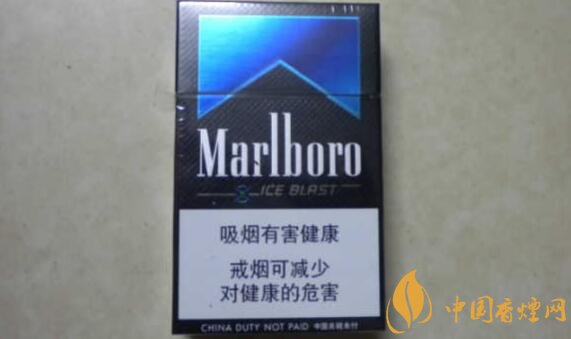 Marlboro
ICE BLAST
吸烟有害健康
戒烟可减少
对健康的危害
CHINA DUTY NOT PAID 中国关税未付
中国香烟网